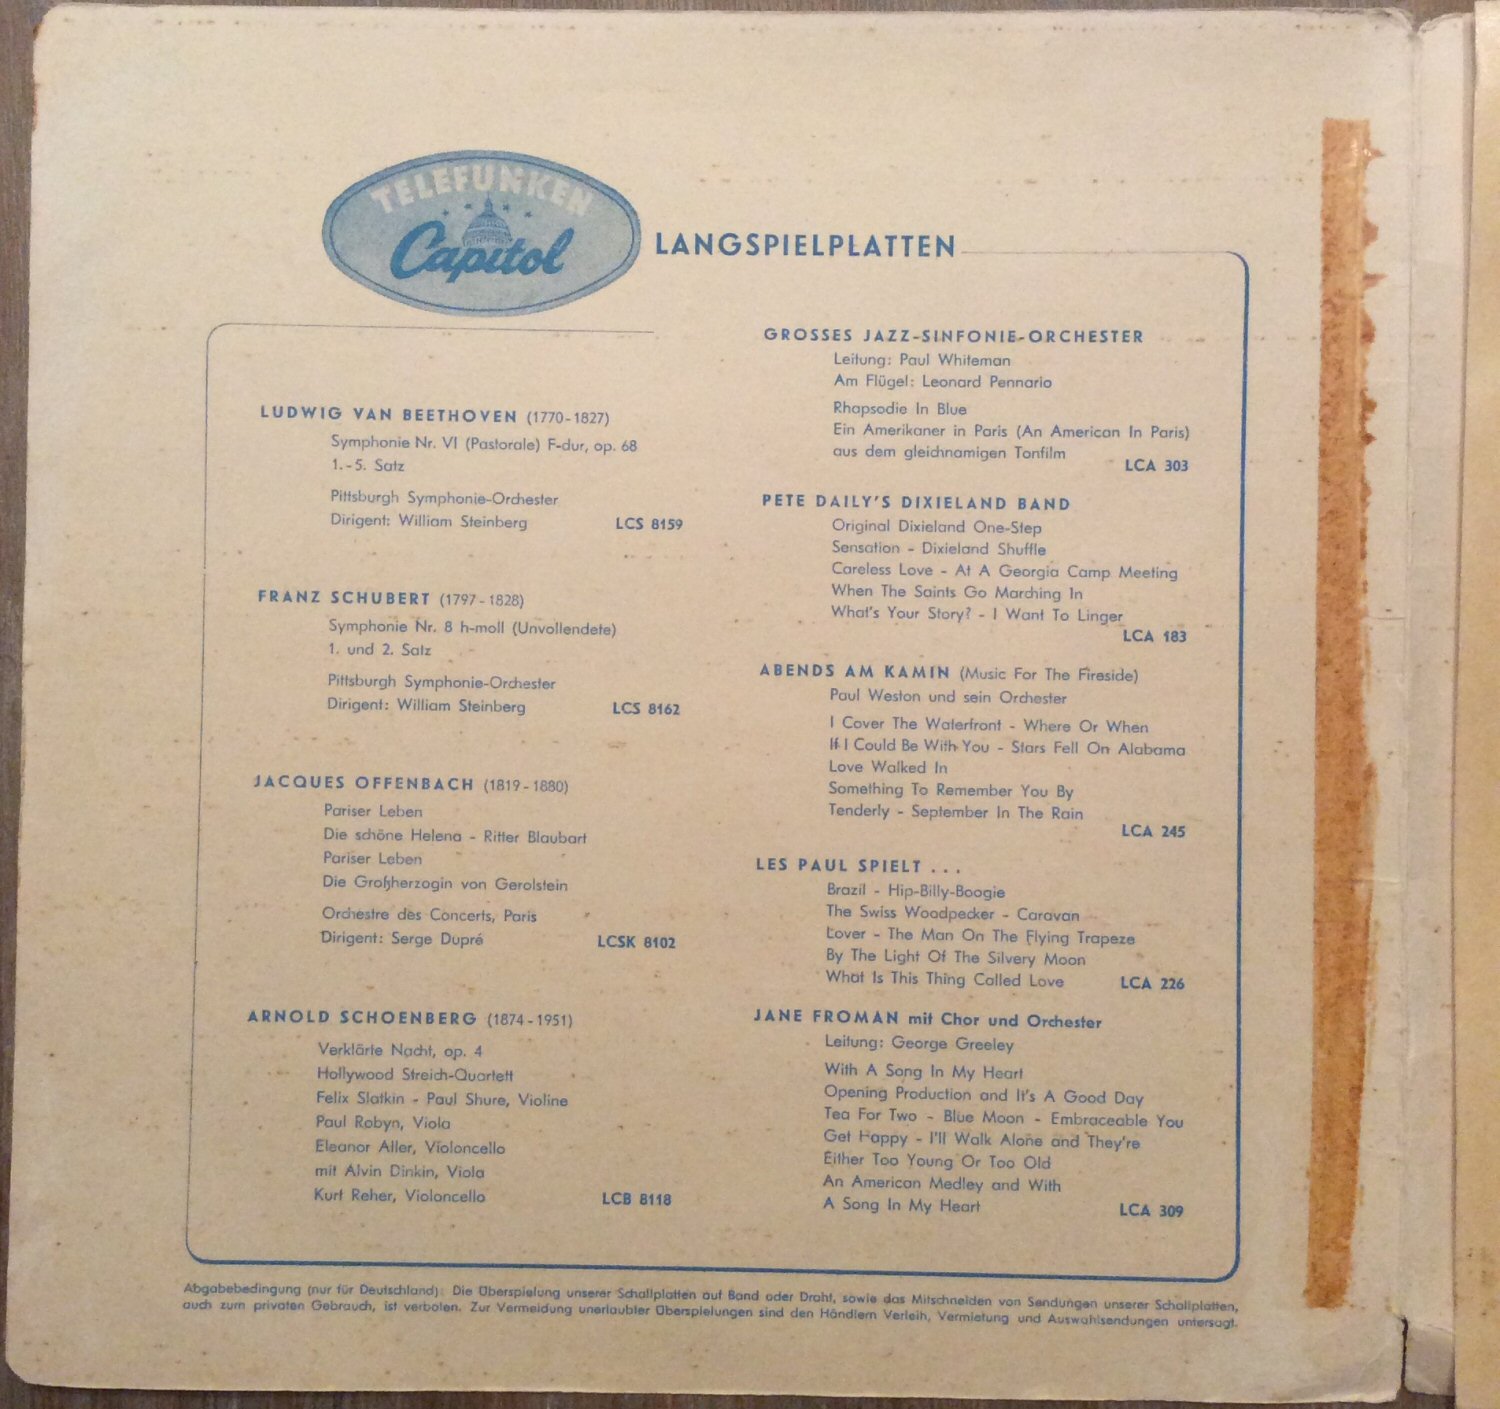 TELEFUNKEN
Capitol
LANGSPIELPLATTEN
LUDWIG VAN BEETHOVEN (1770-1827)
Symphonie Nr. VI (Pastorale) F-dur, op. 68
1.-5. Satz
Pittsburgh Symphonie-Orchester
Dirigent: William Steinberg LCS 8159
FRANZ SCHUBERT (1797-1828)
Symphonie Nr. 8 h-moll (Unvollendete)
1. und 2. Satz
Pittsburgh Symphonie-Orchester
Dirigent: William Steinberg LCS 8162
JACQUES OFFENBACH (1819-1880)
Pariser Leben
Die schöne Helena - Ritter Blaubart
Pariser Leben
Die Großherzogin von Gerolstein
Orchestre des Concerts, Paris
Dirigent: Serge Dupré LCSK 8102
ARNOLD SCHOENBERG (1874-1951)
Verklärte Nacht, op. 4
Hollywood Streich-Quartett
Felix Slatkin - Paul Shure, Violine
Paul Robyn, Viola
Eleanor Aller, Violoncello
mit Alvin Dinkin, Viola
Kurt Reher, Violoncello LCB 8118
GROSSES JAZZ-SINFONIE-ORCHESTER
Leitung: Paul Whiteman
Am Flügel: Leonard Pennario
Rhapsodie In Blue
Ein Amerikaner in Paris (An American In Paris)
aus dem gleichnamigen Tonfilm
LCA 303
PETE DAILY'S DIXIELAND BAND
Original Dixieland One-Step
Sensation - Dixieland Shuffle
Careless Love - At A Georgia Camp Meeting
When The Saints Go Marching In
What's Your Story? - I Want To Linger
LCA 183
ABENDS AM KAMIN (Music For The Fireside)
Paul Weston und sein Orchester
I Cover The Waterfront - Where Or When
If I Could Be With You - Stars Fell On Alabama
Love Walked In
Something To Remember You By
Tenderly - September In The Rain
LCA 245
LES PAUL SPIELT ...
Brazil - Hip-Billy-Boogie
The Swiss Woodpecker - Caravan
Lover - The Man On The Flying Trapeze
By The Light Of The Silvery Moon
What Is This Thing Called Love LCA 226
JANE FROMAN mit Chor und Orchester
Leitung: George Greeley
With A Song In My Heart
Opening Production and It's A Good Day
Tea For Two - Blue Moon - Embraceable You
Get Happy - I'll Walk Alone and They're
Either Too Young Or Too Old
An American Medley and With
A Song In My Heart LCA 309
Abgabebedingung (nur für Deutschland): Die Überspielung unserer Schallplatten auf Band oder Draht, sowie das Mitschneiden von Sendungen unserer Schallplatten,
auch zum privaten Gebrauch, ist verboten. Zur Vermeidung unerlaubter Überspielungen sind den Händlern Verleih, Vermietung und Auswahlsendungen untersagt.